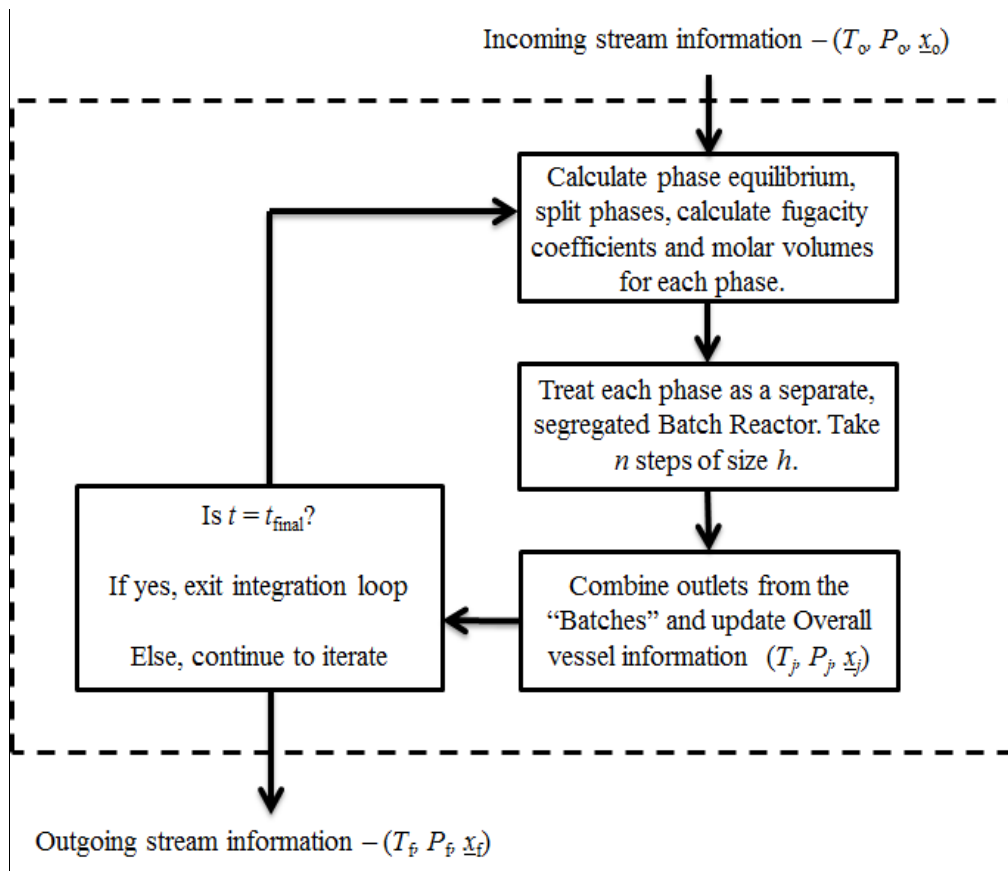 Incoming stream information – (To, Po, xo)
Calculate phase equilibrium,
split phases, calculate fugacity
coefficients and molar volumes
for each phase.
Treat each phase as a separate,
segregated Batch Reactor. Take
n steps of size h.
Combine outlets from the
“Batches” and update Overall
vessel information (Tj, Pj, xj)
Is t = tfinal?
If yes, exit integration loop
Else, continue to iterate
Outgoing stream information – (Tf, Pf, xf)